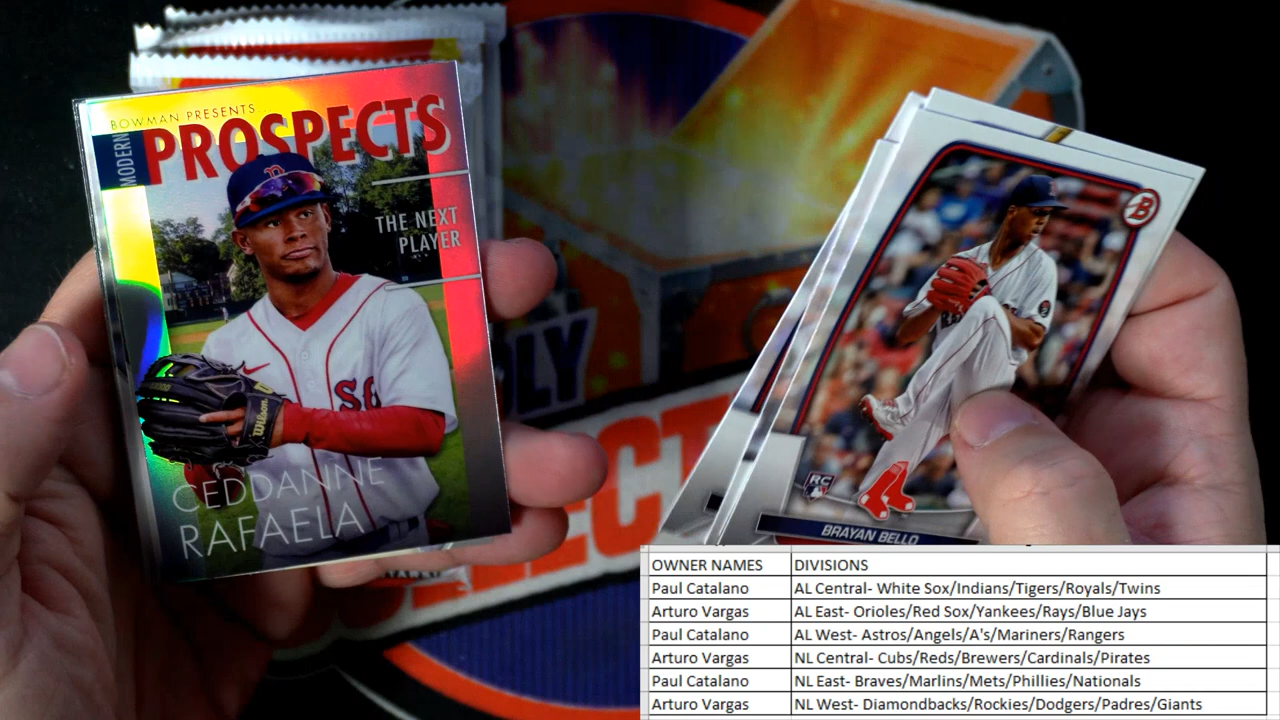 BOWMAN PRESENTS
MODERN
PROSPECTS
THE NEXT
PLAYER
Wilson
CEDDANNE
RAFAELA
B
RC
BRAYAN BELLO
OWNER NAMES DIVISIONS
Paul Catalano AL Central- White Sox/Indians/Tigers/Royals/Twins
Arturo Vargas AL East- Orioles/Red Sox/Yankees/Rays/Blue Jays
Paul Catalano AL West- Astros/Angels/A's/Mariners/Rangers
Arturo Vargas NL Central- Cubs/Reds/Brewers/Cardinals/Pirates
Paul Catalano NL East- Braves/Marlins/Mets/Phillies/Nationals
Arturo Vargas NL West- Diamondbacks/Rockies/Dodgers/Padres/Giants